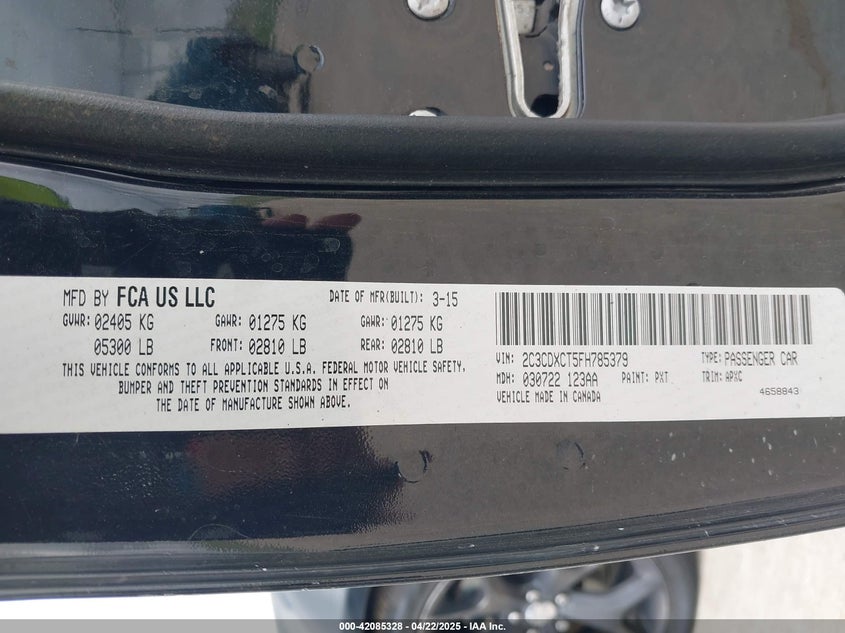 MFD BY FCA US LLC DATE OF MFR(BUILT): 3-15
GVWR: 02405 KG GAWR: 01275 KG GAWR: 01275 KG
05300 LB FRONT: 02810 LB REAR: 02810 LB
THIS VEHICLE CONFORMS TO ALL APPLICABLE U.S.A. FEDERAL MOTOR VEHICLE SAFETY,
BUMPER AND THEFT PREVENTION STANDARDS IN EFFECT ON
THE DATE OF MANUFACTURE SHOWN ABOVE.
VIN: 2C3CDXCT5FH785379 TYPE: PASSENGER CAR
MDH: 030722 123AA PAINT: PXT TRIM: APXC
VEHICLE MADE IN CANADA 4658843
000-42085328 - 04/22/2025 - IAA Inc.